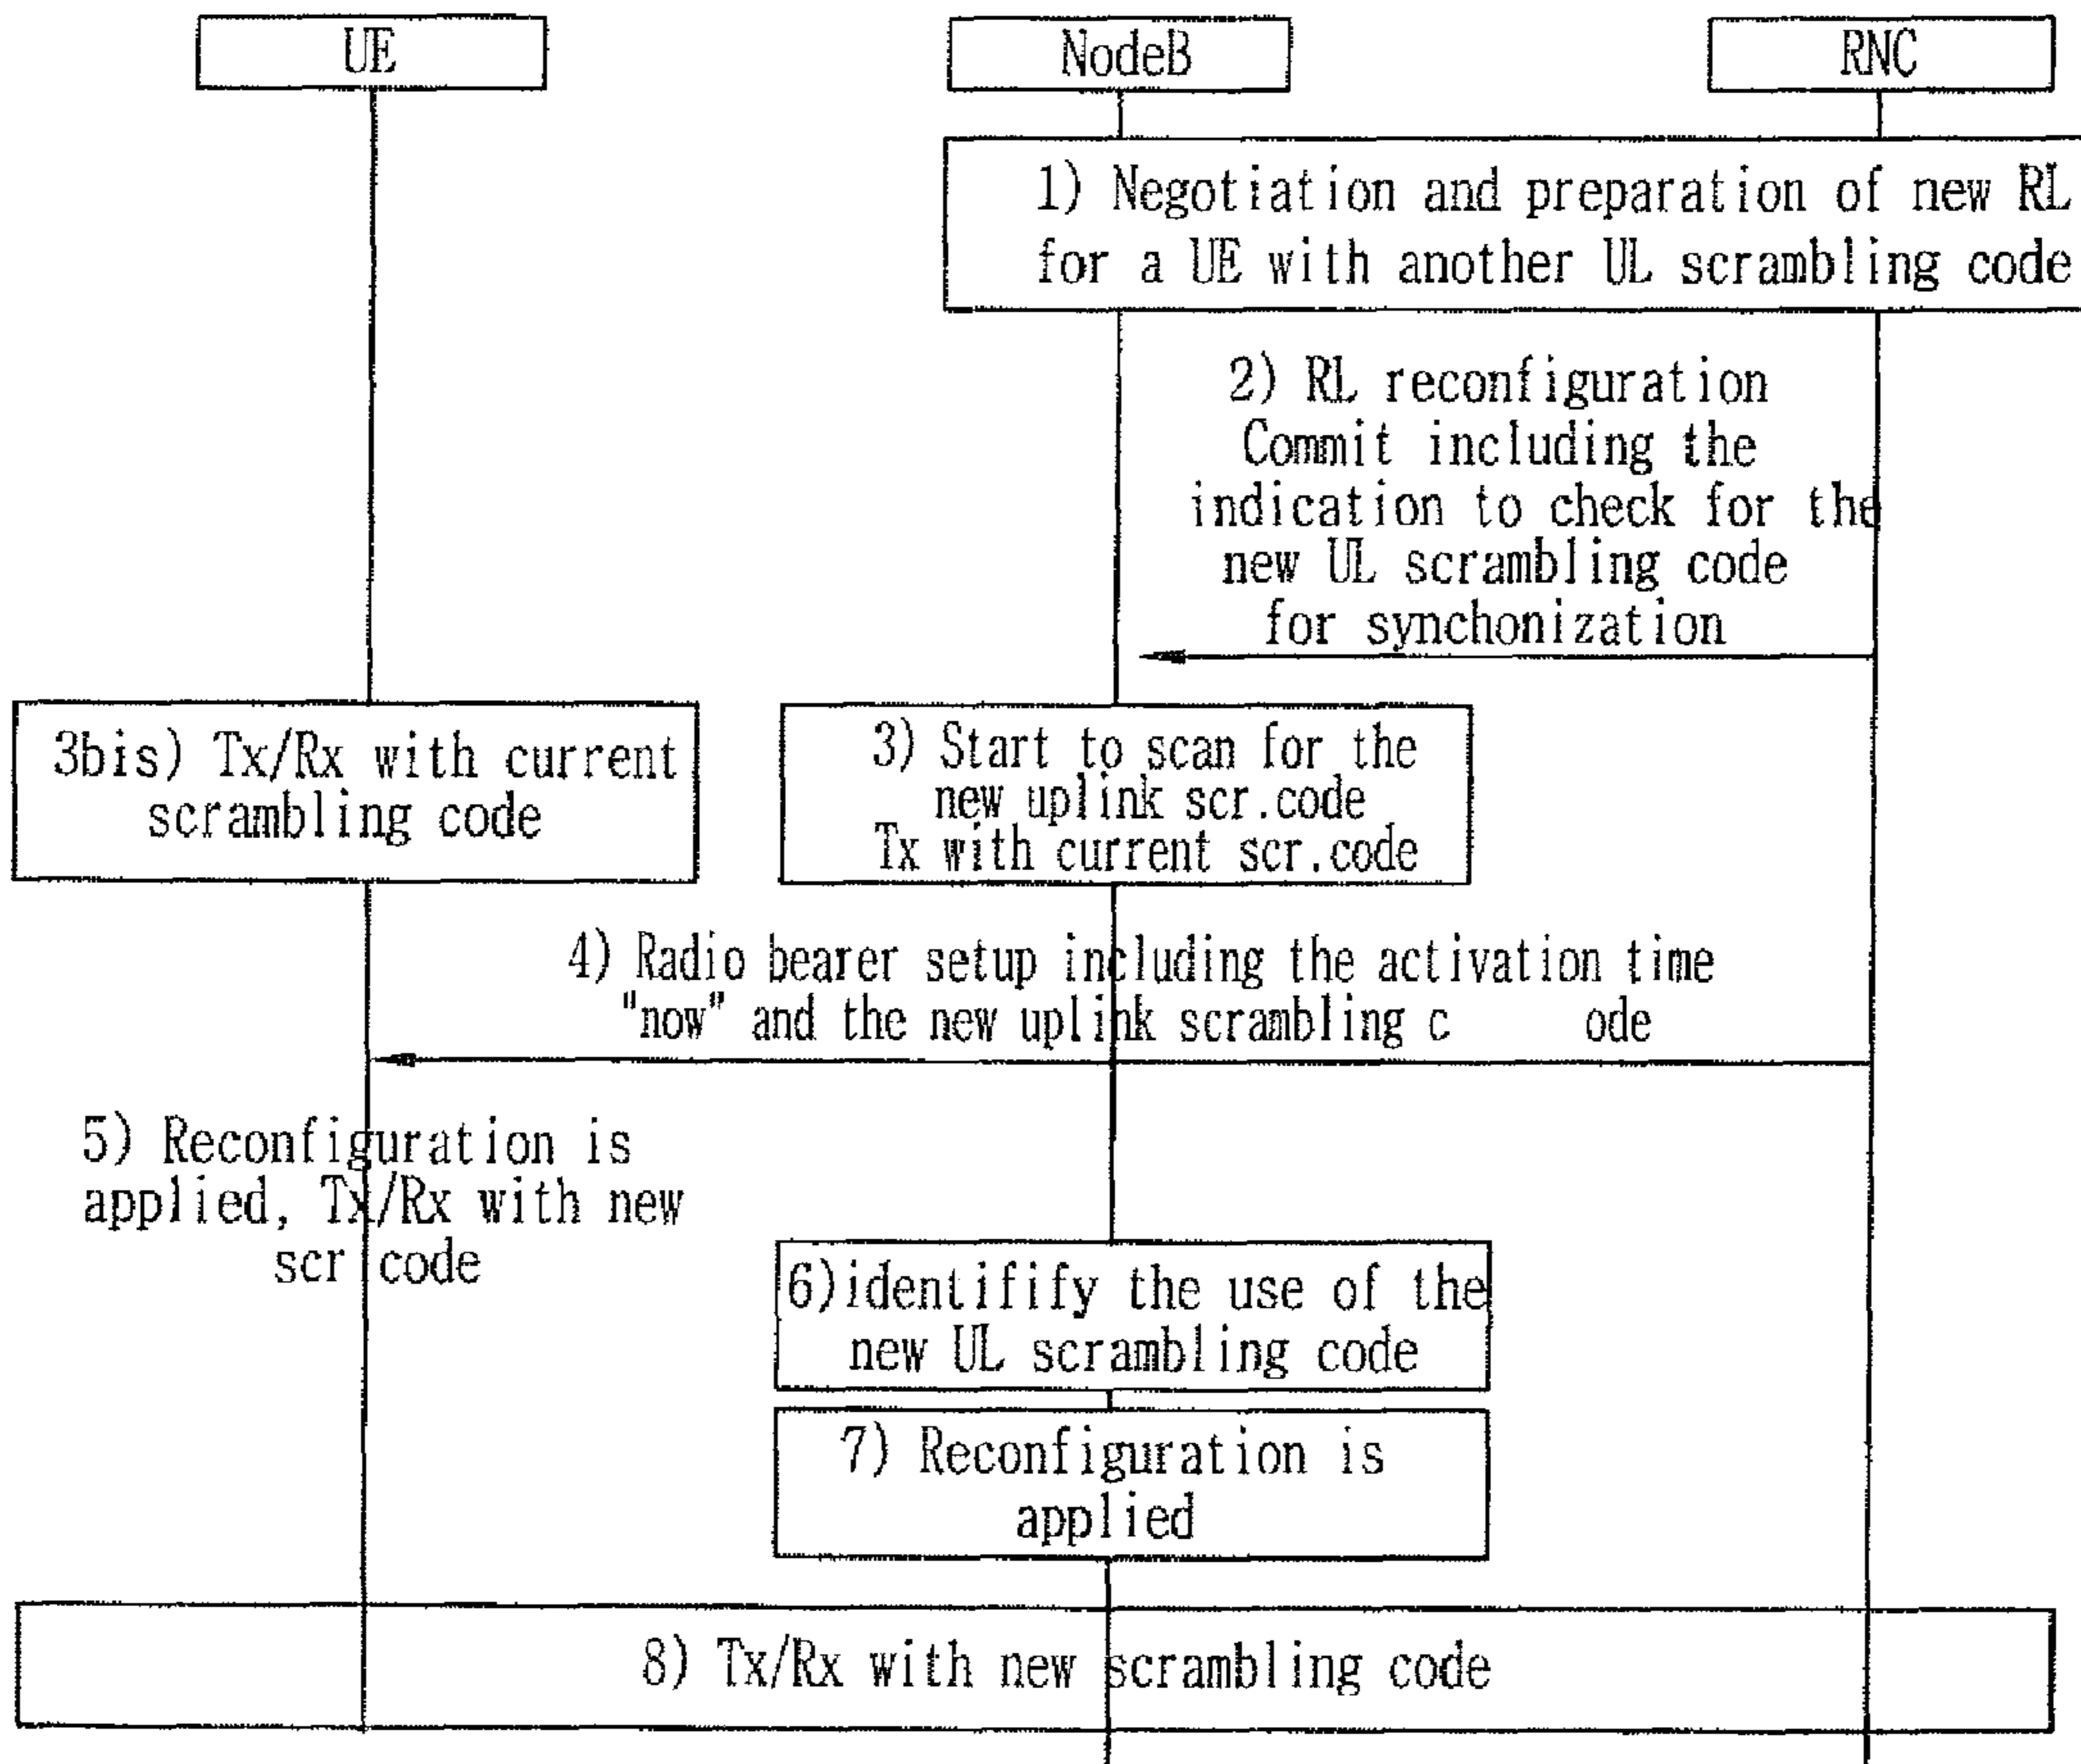 UE
NodeB
RNC
1) Negotiation and preparation of new RL
for a UE with another UL scrambling code
2) RL reconfiguration
Commit including the
indication to check for the
new UL scrambling code
for synchonization
3bis) Tx/Rx with current
scrambling code
3) Start to scan for the
new uplink scr.code
Tx with current scr.code
4) Radio bearer setup including the activation time
"now" and the new uplink scrambling c ode
5) Reconfiguration is
applied, Tx/Rx with new
scr code
6)identifify the use of the
new UL scrambling code
7) Reconfiguration is
applied
8) Tx/Rx with new scrambling code